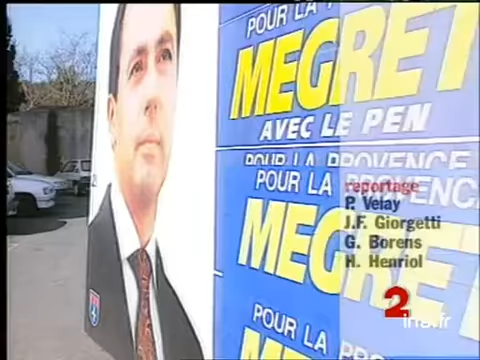 POUR LA P
MEGRET
AVEC LE PEN
POUR LA PROVENCE
POUR LA PROVENCE
MEGRET
POUR LA
MEG
reportage
P. Velay
J.F. Giorgetti
G. Borens
H. Henriol
2
ina.fr